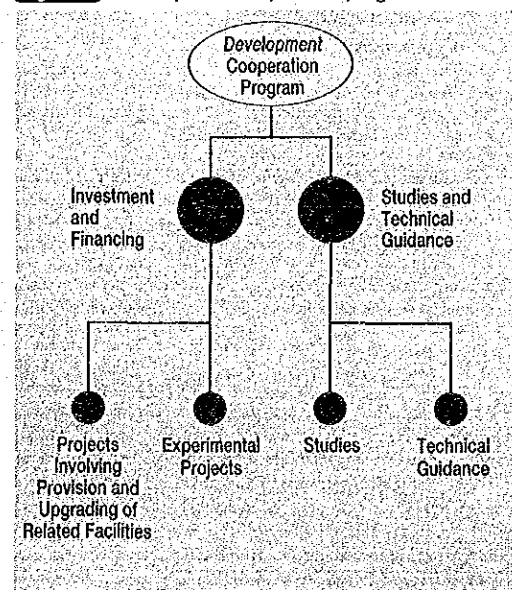 Development
Cooperation
Program
Investment
and
Financing
Studies and
Technical
Guidance
Projects
Involving
Provision and
Upgrading of
Related Facilities
Experimental
Projects
Studies
Technical
Guidance